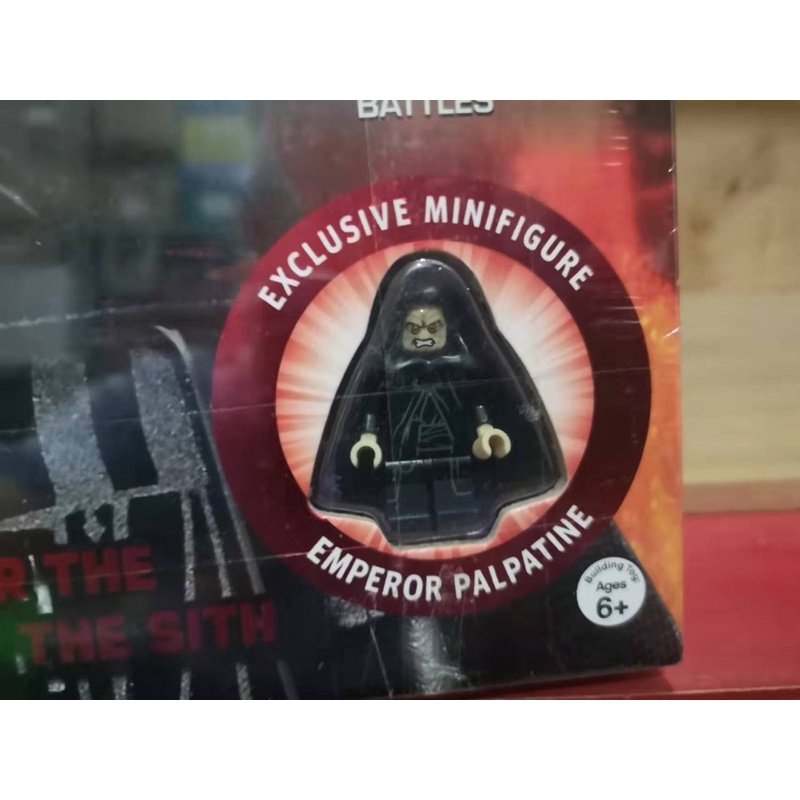 BATTLES
EXCLUSIVE MINIFIGURE
EMPEROR PALPATINE
R THE
THE SITH
Building Toy
Ages
6+